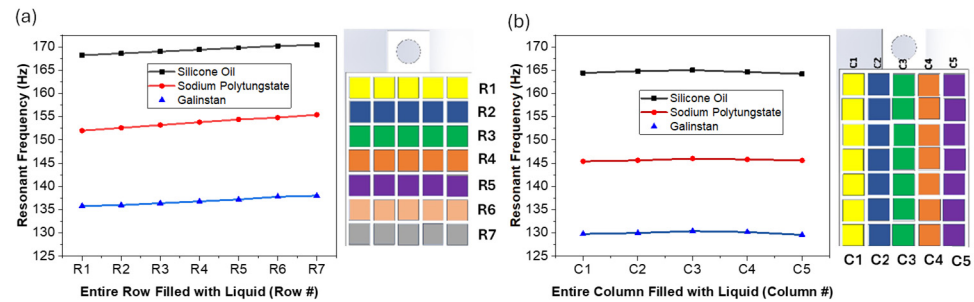 (a)
Resonant Frequency (Hz)
170
165
160
155
150
145
140
135
130
125
Silicone Oil
Sodium Polytungstate
Galinstan
R1 R2 R3 R4 R5 R6 R7
Entire Row Filled with Liquid (Row #)
R1
R2
R3
R4
R5
R6
R7
(b)
Resonant Frequency (Hz)
170
165
160
155
150
145
140
135
130
125
Silicone Oil
Sodium Polytungstate
Galinstan
C1 C2 C3 C4 C5
Entire Column Filled with Liquid (Column #)
C1 C2 C3 C4 C5
C1 C2 C3 C4 C5